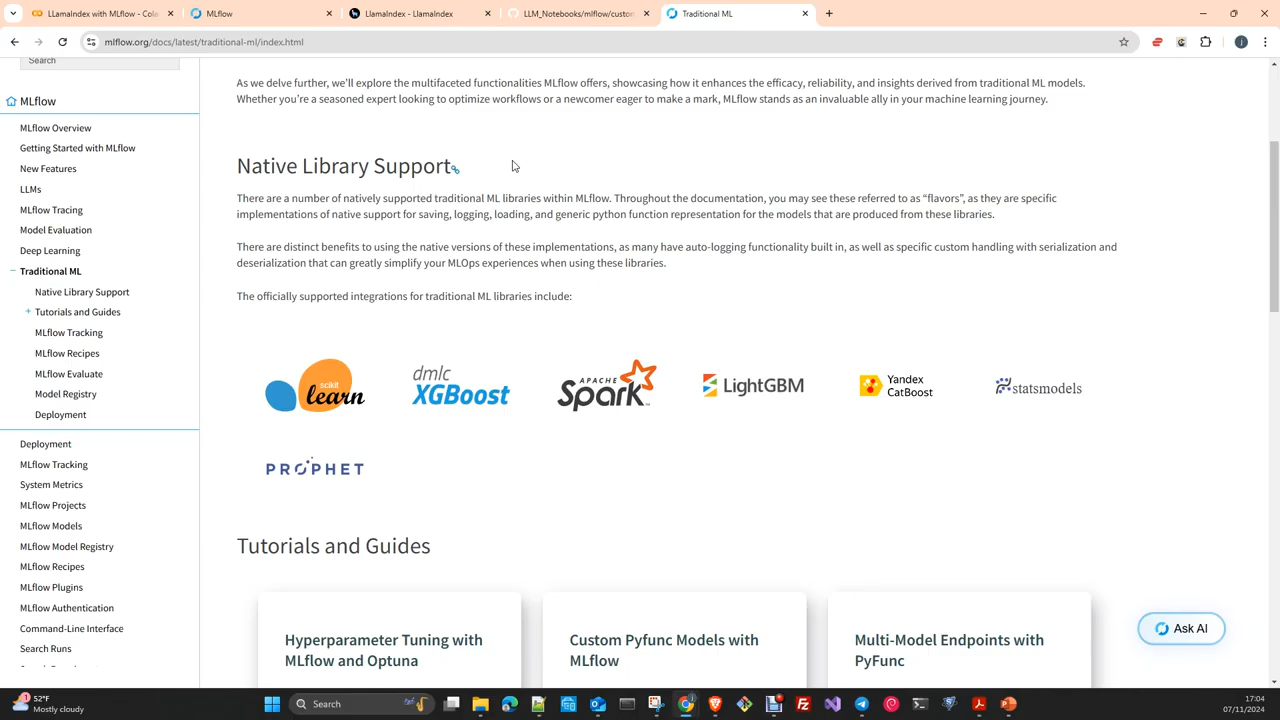 LLamaIndex with MLflow - Cola
MLflow
LlamaIndex - LlamaIndex
LLM_Notebooks/mlflow/custom
Traditional ML
mlflow.org/docs/latest/traditional-ml/index.html
Search
MLflow
MLflow Overview
Getting Started with MLflow
New Features
LLMs
MLflow Tracing
Model Evaluation
Deep Learning
Traditional ML
Native Library Support
Tutorials and Guides
MLflow Tracking
MLflow Recipes
MLflow Evaluate
Model Registry
Deployment
Deployment
MLflow Tracking
System Metrics
MLflow Projects
MLflow Models
MLflow Model Registry
MLflow Recipes
MLflow Plugins
MLflow Authentication
Command-Line Interface
Search Runs
As we delve further, we'll explore the multifaceted functionalities MLflow offers, showcasing how it enhances the efficacy, reliability, and insights derived from traditional ML models.
Whether you're a seasoned expert looking to optimize workflows or a newcomer eager to make a mark, MLflow stands as an invaluable ally in your machine learning journey.
Native Library Support
There are a number of natively supported traditional ML libraries within MLflow. Throughout the documentation, you may see these referred to as “flavors”, as they are specific
implementations of native support for saving, logging, loading, and generic python function representation for the models that are produced from these libraries.
There are distinct benefits to using the native versions of these implementations, as many have auto-logging functionality built in, as well as specific custom handling with serialization and
deserialization that can greatly simplify your MLOps experiences when using these libraries.
The officially supported integrations for traditional ML libraries include:
scikit
learn
dmlc
XGBoost
APACHE
Spark
LightGBM
Yandex
CatBoost
statsmodels
PROPHET
Tutorials and Guides
Hyperparameter Tuning with
MLflow and Optuna
Custom Pyfunc Models with
MLflow
Multi-Model Endpoints with
PyFunc
Ask AI
1
52°F
Mostly cloudy
Search
17:04
07/11/2024